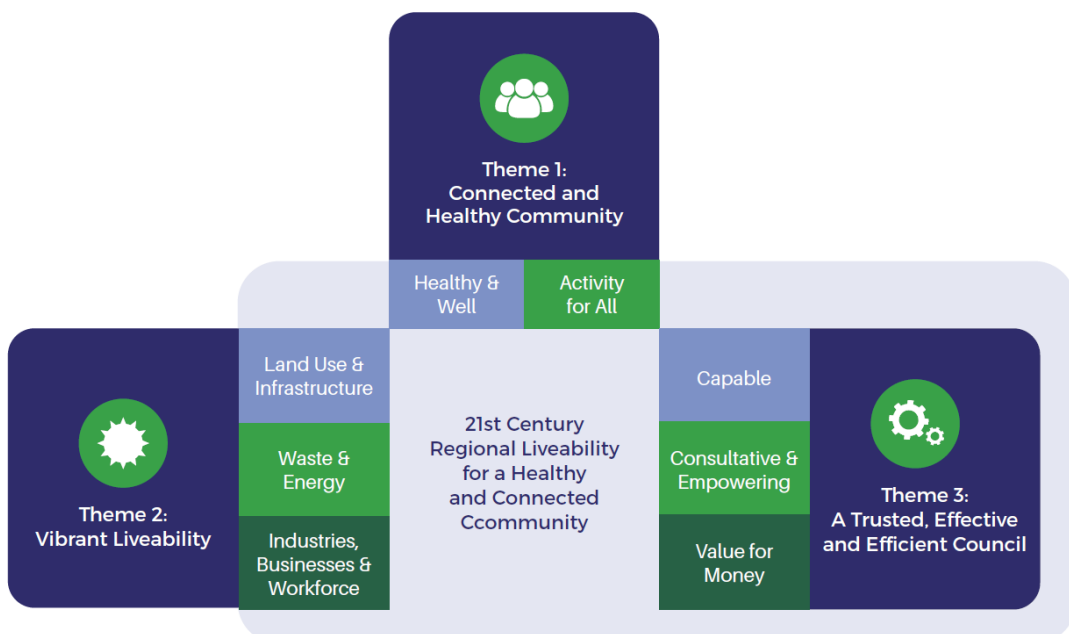 Theme 1:
Connected and
Healthy Community
Healthy &
Well
Activity
for All
Theme 2:
Vibrant Liveability
Land Use &
Infrastructure
Waste &
Energy
Industries,
Businesses &
Workforce
21st Century
Regional Liveability
for a Healthy
and Connected
Ccommunity
Capable
Consultative &
Empowering
Value for
Money
Theme 3:
A Trusted, Effective
and Efficient Council